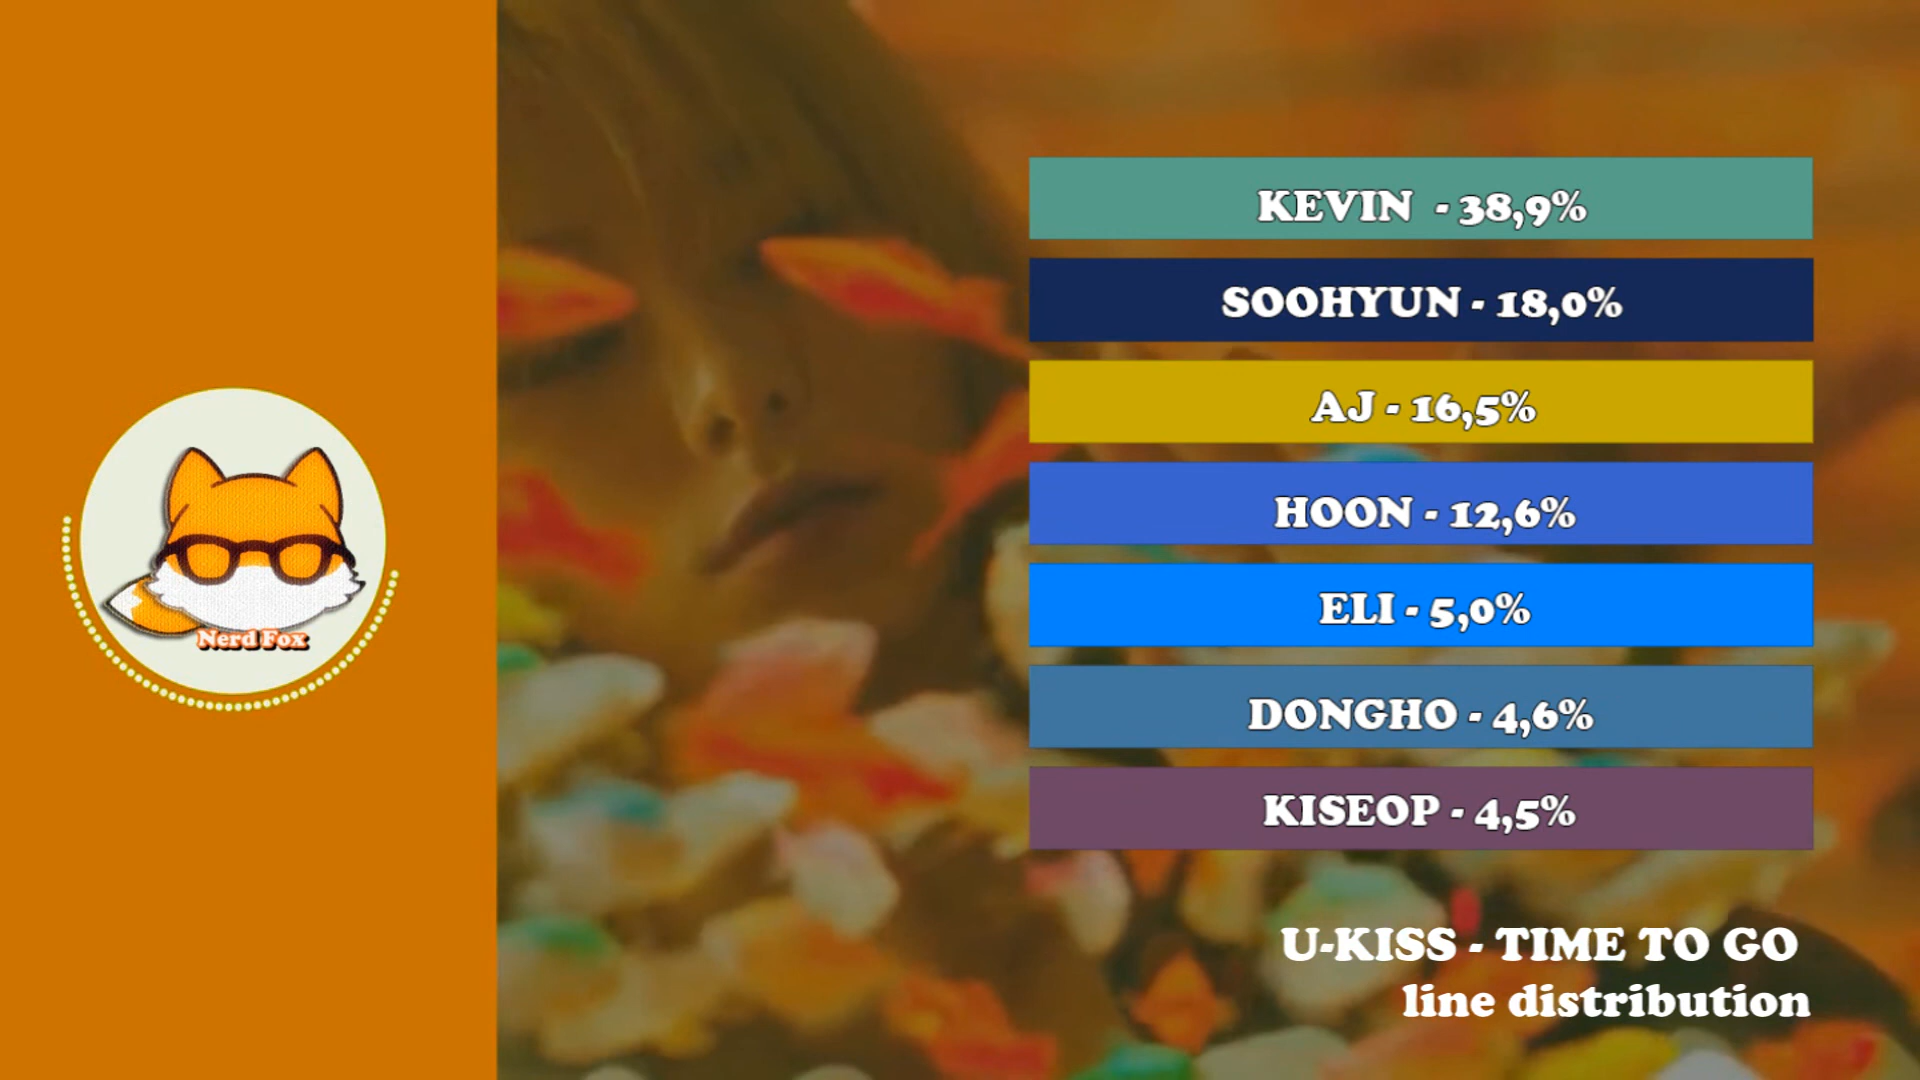 Nerd Fox
KEVIN - 38,9%
SOOHYUN - 18,0%
AJ - 16,5%
HOON - 12,6%
ELI - 5,0%
DONGHO - 4,6%
KISEOP - 4,5%
U-KISS - TIME TO GO
line distribution